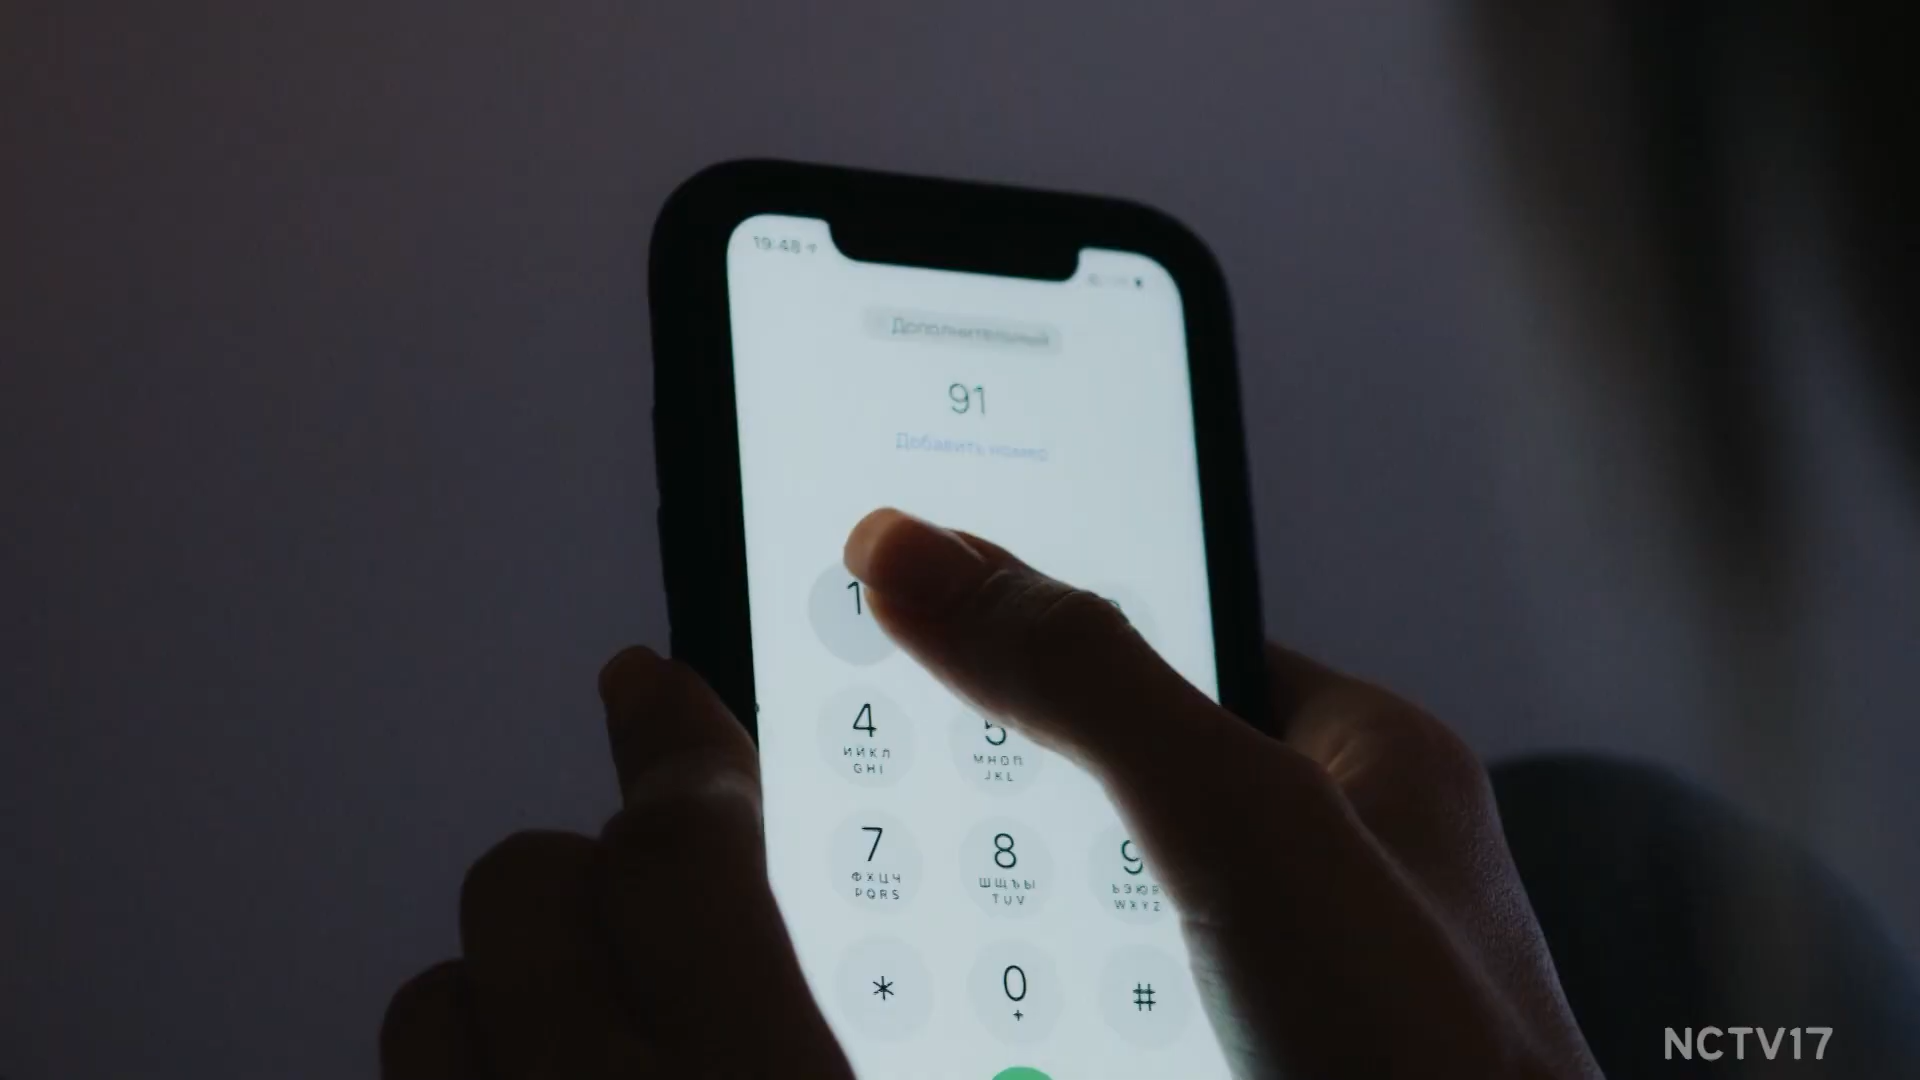 19:48
Дополнительный
91
Добавить номер
1
4
ИЙКЛ
GHI
5
МНОП
JKL
7
ФХЦЧ
PQRS
8
ШЩЪЫ
TUV
9
ЬЭЮЯ
WXYZ
*
0
+
#
NCTV17